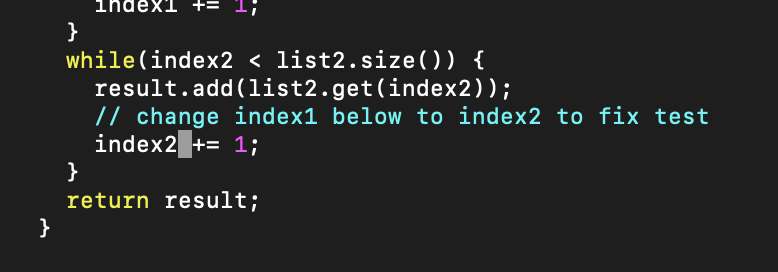 index1 += 1;
}
while(index2 < list2.size()) {
result.add(list2.get(index2));
// change index1 below to index2 to fix test
index2 += 1;
}
return result;
}